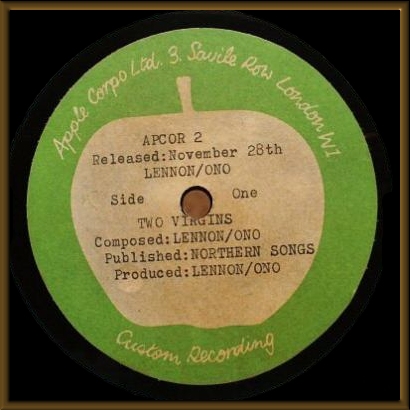 Apple Corps Ltd. 3. Savile Row London W1
APCOR 2
Released:November 28th
LENNON/ONO
Side One
TWO VIRGINS
Composed:LENNON/ONO
Published:NORTHERN SONGS
Produced:LENNON/ONO
Custom Recording